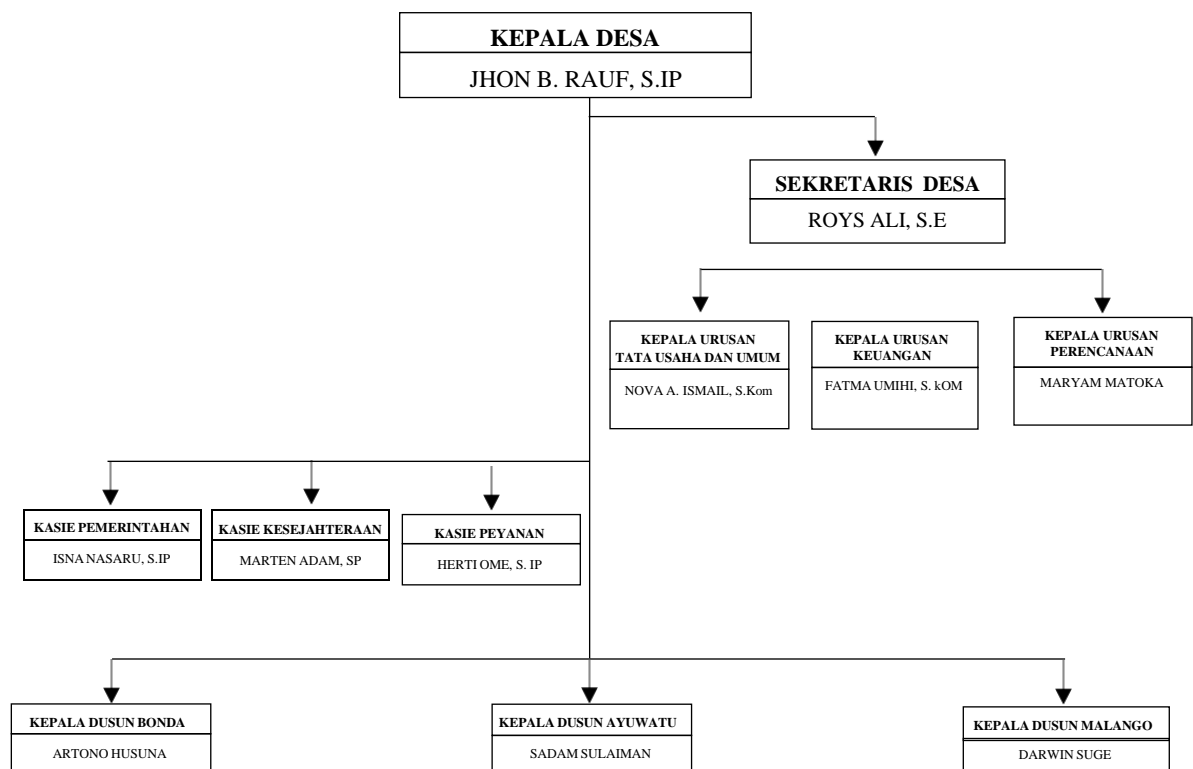 KEPALA DESA
JHON B. RAUF, S.IP
SEKRETARIS DESA
ROYS ALI, S.E
KEPALA URUSAN
TATA USAHA DAN UMUM
NOVA A. ISMAIL, S.Kom
KEPALA URUSAN
KEUANGAN
FATMA UMIHI, S. kOM
KEPALA URUSAN
PERENCANAAN
MARYAM MATOKA
KASIE PEMERINTAHAN
ISNA NASARU, S.IP
KASIE KESEJAHTERAAN
MARTEN ADAM, SP
KASIE PEYANAN
HERTI OME, S. IP
KEPALA DUSUN BONDA
ARTONO HUSUNA
KEPALA DUSUN AYUWATU
SADAM SULAIMAN
KEPALA DUSUN MALANGO
DARWIN SUGE